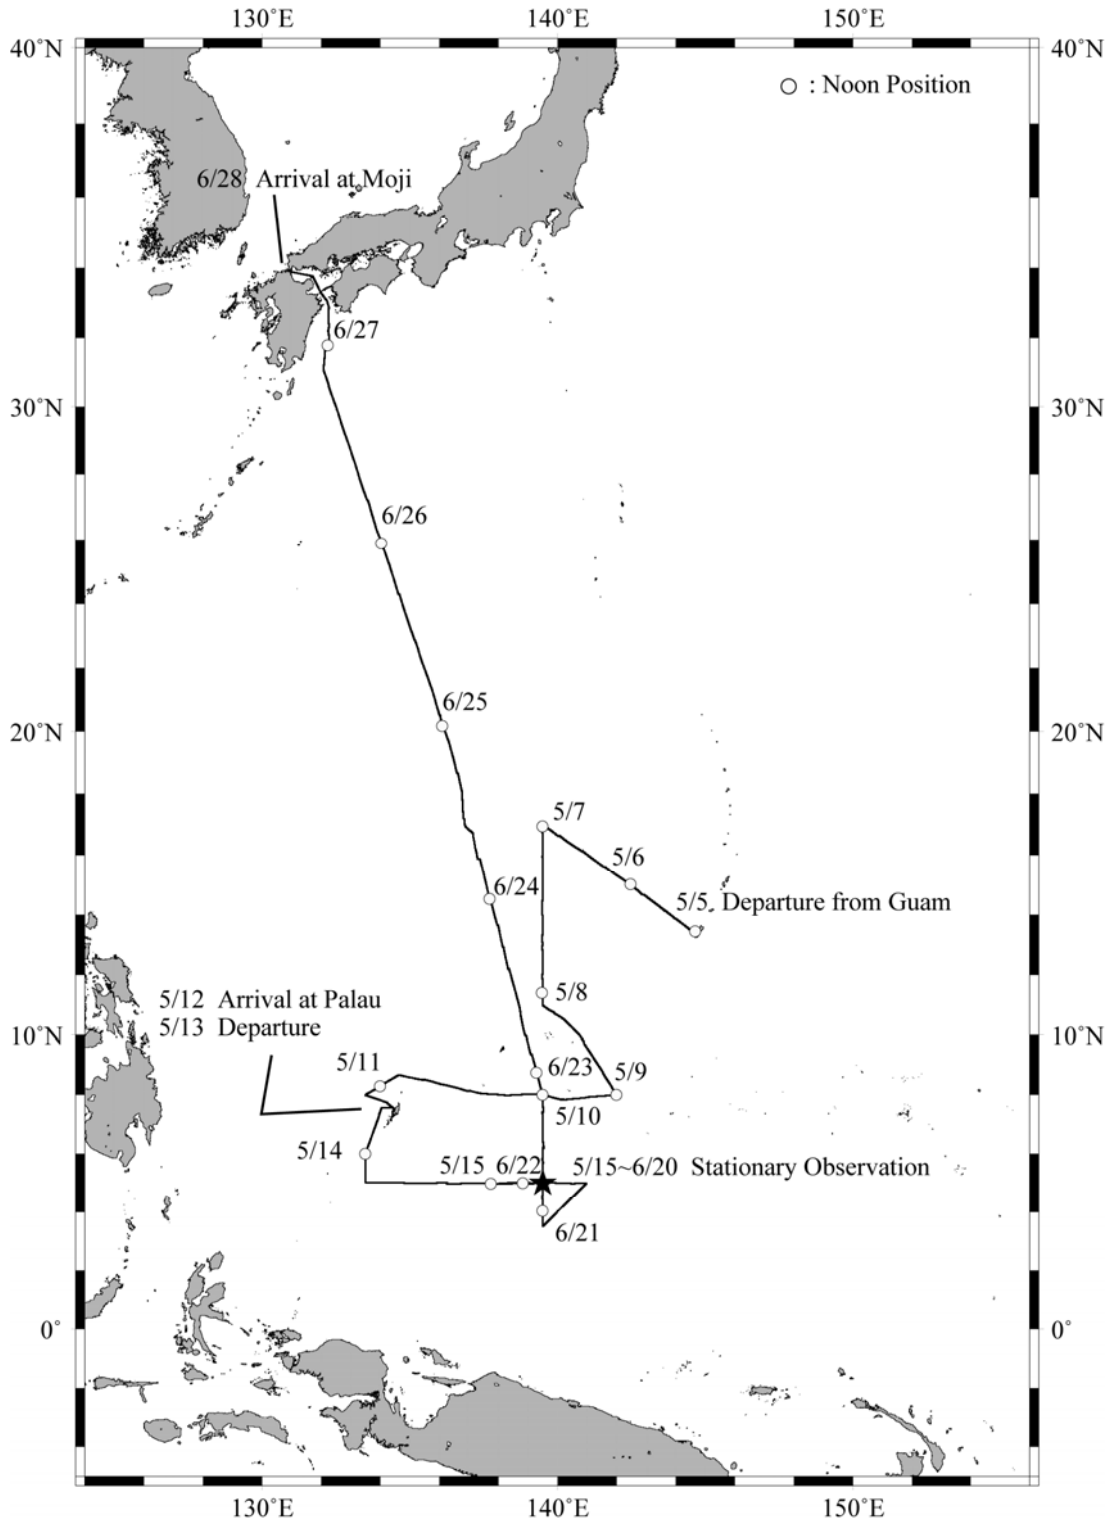 130˚E 140˚E 150˚E
40˚N 40˚N
○ : Noon Position
6/28 Arrival at Moji
6/27
30˚N 30˚N
6/26
6/25
20˚N 20˚N
5/7
5/6
6/24
5/5 Departure from Guam
5/8
5/12 Arrival at Palau
5/13 Departure
10˚N 10˚N
5/11 6/23 5/9
5/10
5/14 5/15 6/22 5/15~6/20 Stationary Observation
6/21
0˚ 0˚
130˚E 140˚E 150˚E